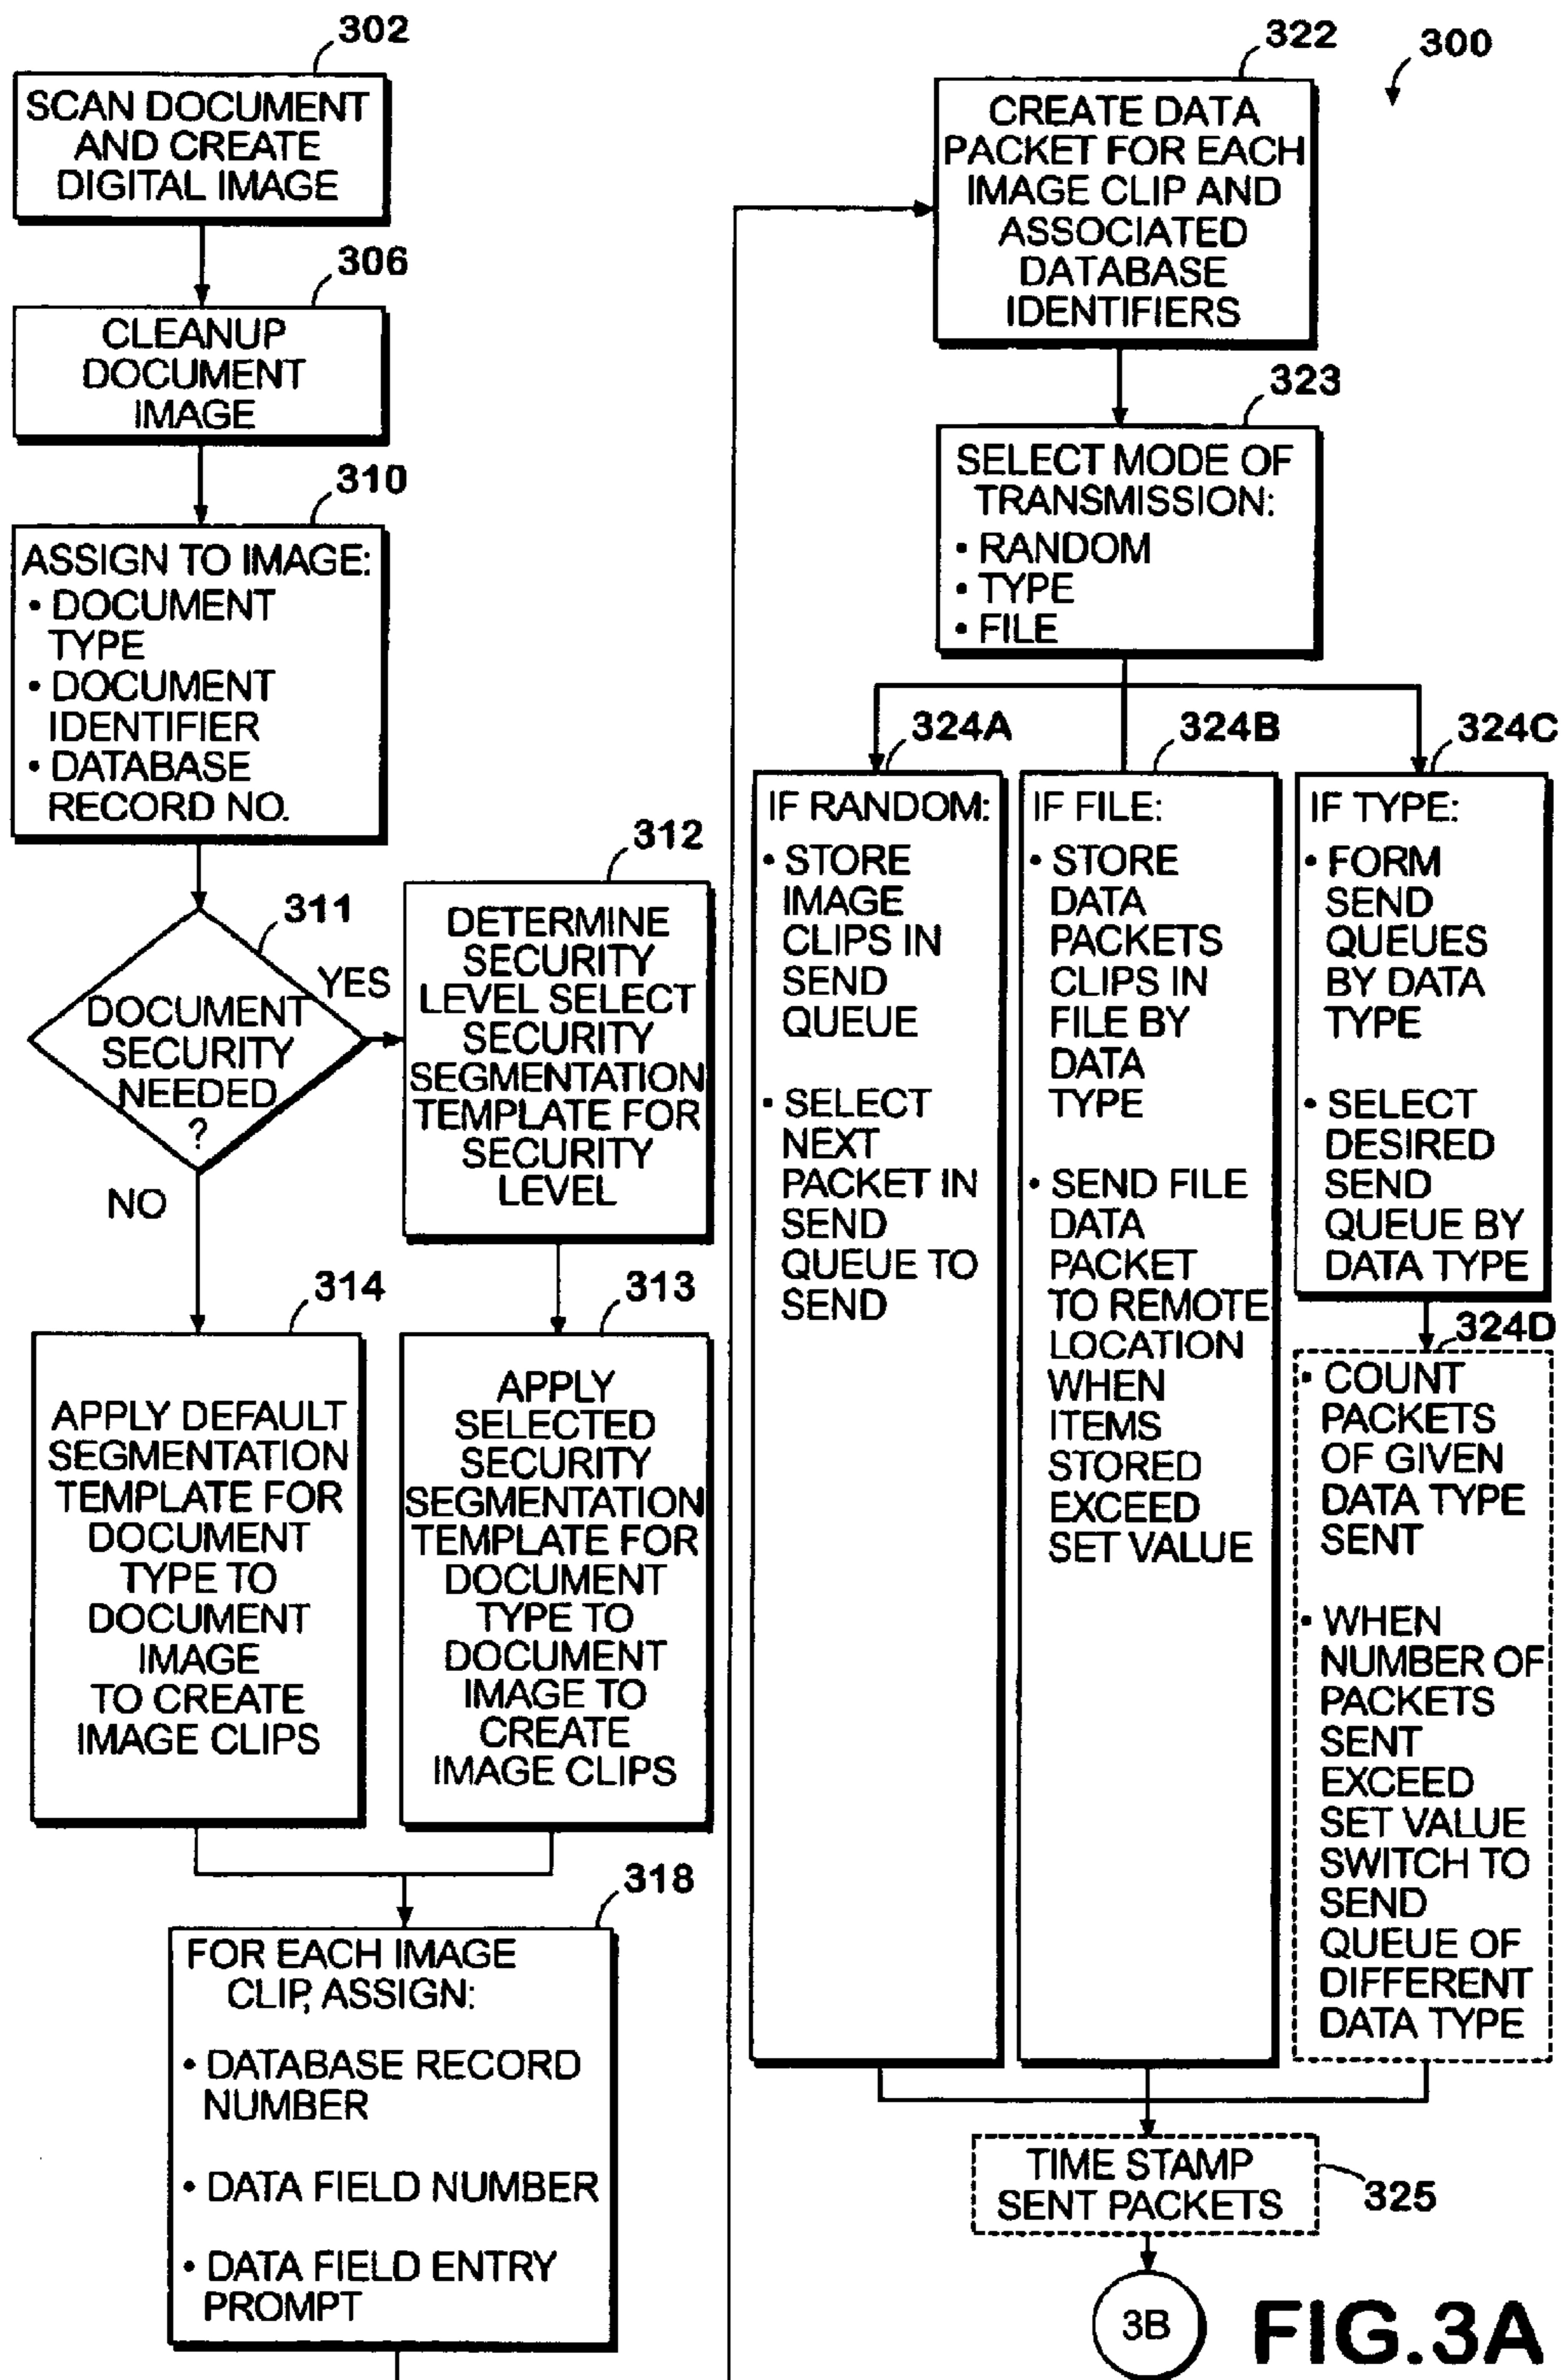 302
SCAN DOCUMENT
AND CREATE
DIGITAL IMAGE
306
CLEANUP
DOCUMENT
IMAGE
310
ASSIGN TO IMAGE:
• DOCUMENT
TYPE
• DOCUMENT
IDENTIFIER
• DATABASE
RECORD NO.
311
DOCUMENT
SECURITY
NEEDED
?
YES
NO
312
DETERMINE
SECURITY
LEVEL SELECT
SECURITY
SEGMENTATION
TEMPLATE FOR
SECURITY
LEVEL
314
APPLY DEFAULT
SEGMENTATION
TEMPLATE FOR
DOCUMENT
TYPE TO
DOCUMENT
IMAGE
TO CREATE
IMAGE CLIPS
313
APPLY
SELECTED
SECURITY
SEGMENTATION
TEMPLATE FOR
DOCUMENT
TYPE TO
DOCUMENT
IMAGE TO
CREATE
IMAGE CLIPS
318
FOR EACH IMAGE
CLIP, ASSIGN:
• DATABASE RECORD
NUMBER
• DATA FIELD NUMBER
• DATA FIELD ENTRY
PROMPT
300
322
CREATE DATA
PACKET FOR EACH
IMAGE CLIP AND
ASSOCIATED
DATABASE
IDENTIFIERS
323
SELECT MODE OF
TRANSMISSION:
• RANDOM
• TYPE
• FILE
324A
IF RANDOM:
• STORE
IMAGE
CLIPS IN
SEND
QUEUE
• SELECT
NEXT
PACKET IN
SEND
QUEUE TO
SEND
324B
IF FILE:
• STORE
DATA
PACKETS
CLIPS IN
FILE BY
DATA
TYPE
• SEND FILE
DATA
PACKET
TO REMOTE
LOCATION
WHEN
ITEMS
STORED
EXCEED
SET VALUE
324C
IF TYPE:
• FORM
SEND
QUEUES
BY DATA
TYPE
• SELECT
DESIRED
SEND
QUEUE BY
DATA TYPE
324D
• COUNT
PACKETS
OF GIVEN
DATA TYPE
SENT
• WHEN
NUMBER OF
PACKETS
SENT
EXCEED
SET VALUE
SWITCH TO
SEND
QUEUE OF
DIFFERENT
DATA TYPE
TIME STAMP
SENT PACKETS
325
3B
FIG.3A